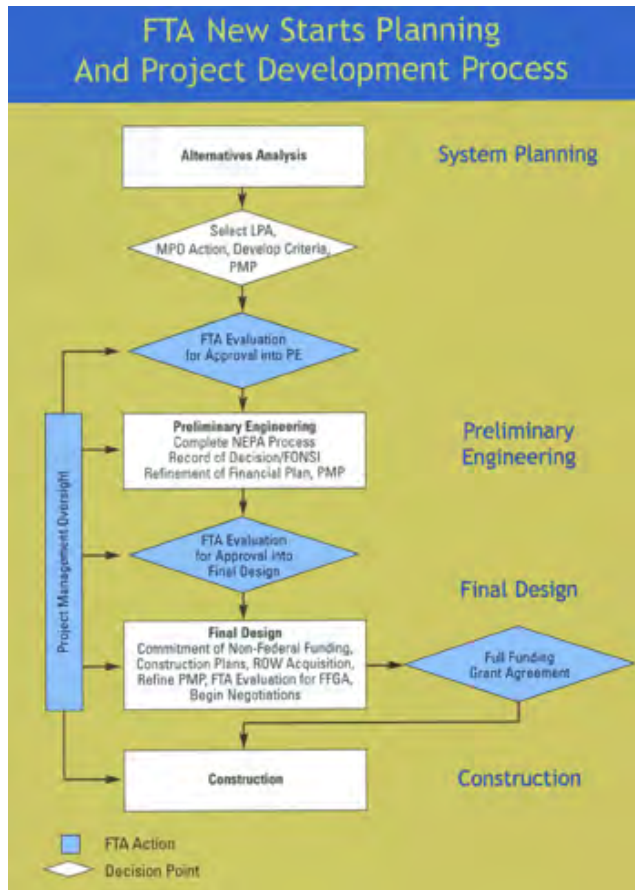 FTA New Starts Planning
And Project Development Process
Alternatives Analysis
System Planning
Select LPA,
MPD Action, Develop Criteria,
PMP
FTA Evaluation
for Approval into PE
Project Management Oversight
Preliminary Engineering
Complete NEPA Process
Record of Decision/FONSI
Refinement of Financial Plan, PMP
Preliminary
Engineering
FTA Evaluation
for Approval into
Final Design
Final Design
Final Design
Commitment of Non-Federal Funding,
Construction Plans, ROW Acquisition,
Refine PMP, FTA Evaluation for FFGA,
Begin Negotiations
Full Funding
Grant Agreement
Construction
Construction
FTA Action
Decision Point